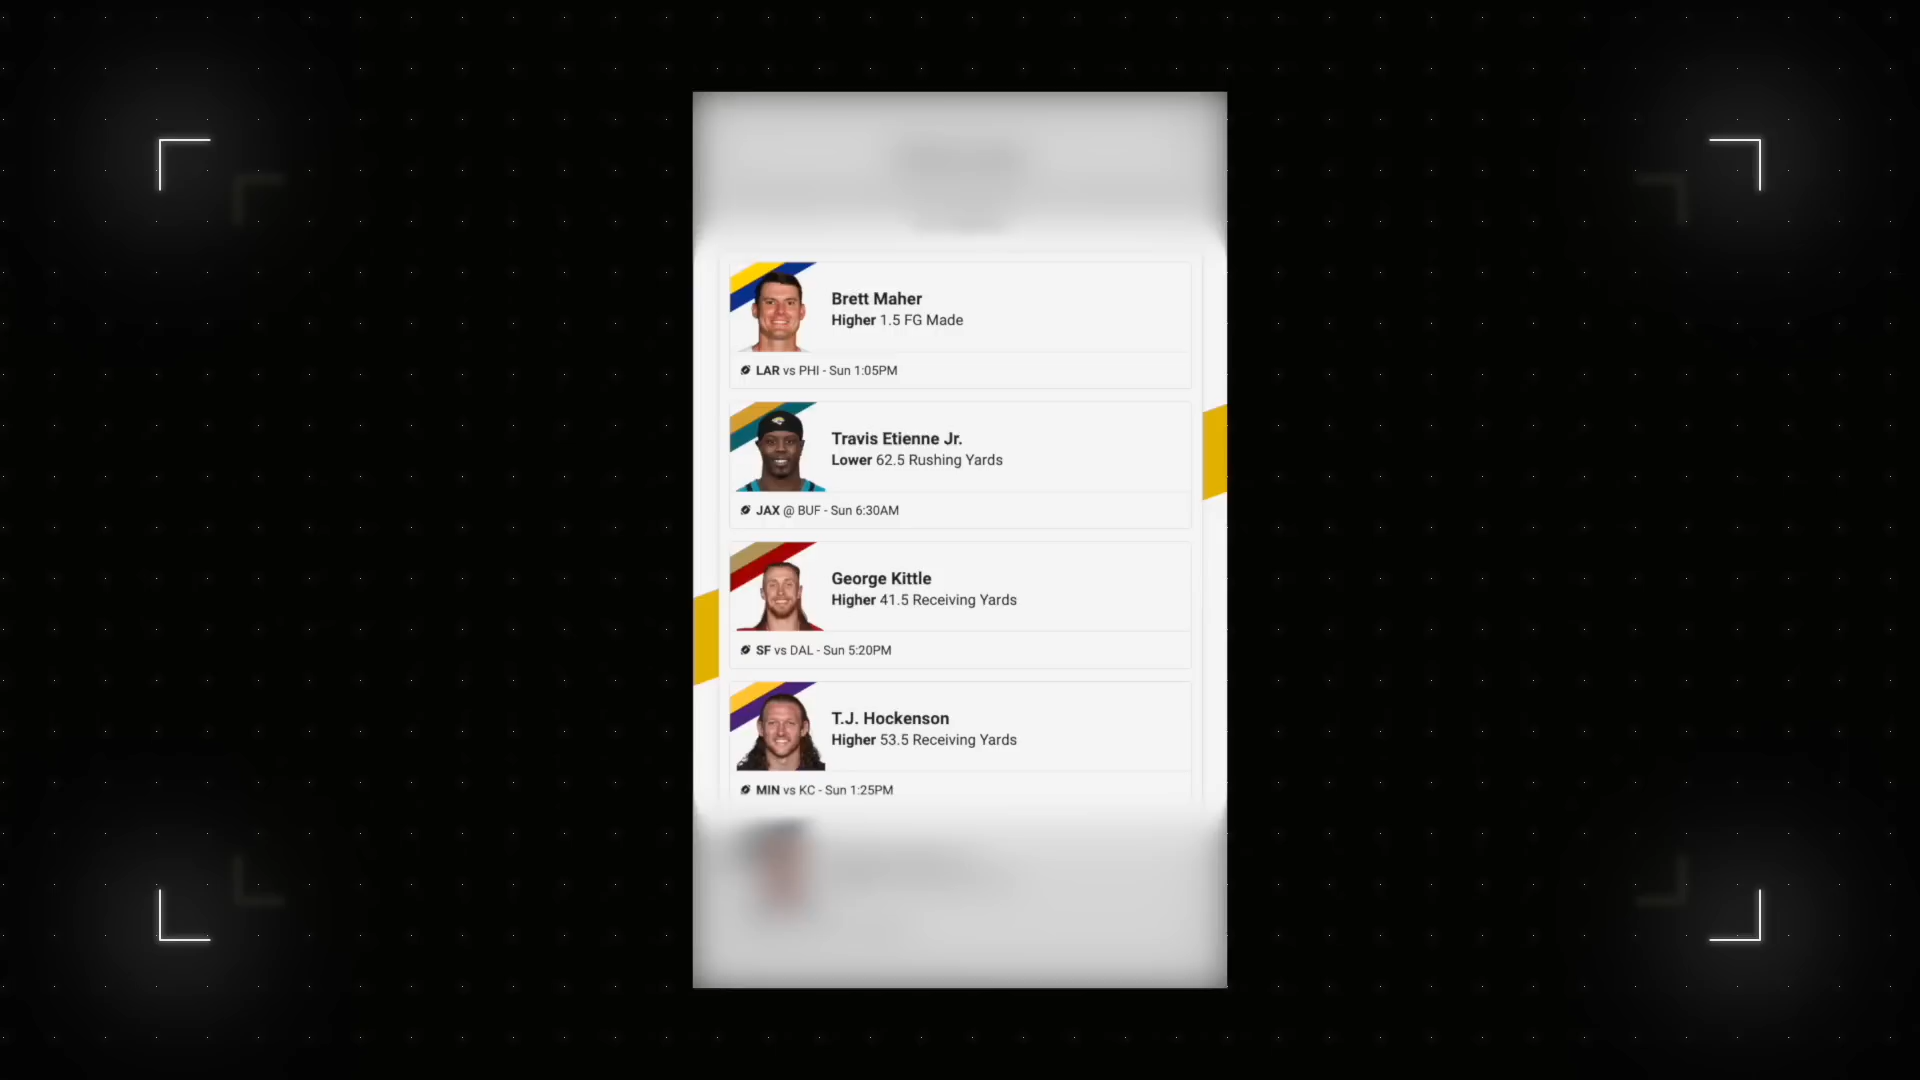 Brett Maher
Higher 1.5 FG Made
LAR vs PHI - Sun 1:05PM
Travis Etienne Jr.
Lower 62.5 Rushing Yards
JAX @ BUF - Sun 6:30AM
George Kittle
Higher 41.5 Receiving Yards
SF vs DAL - Sun 5:20PM
T.J. Hockenson
Higher 53.5 Receiving Yards
MIN vs KC - Sun 1:25PM